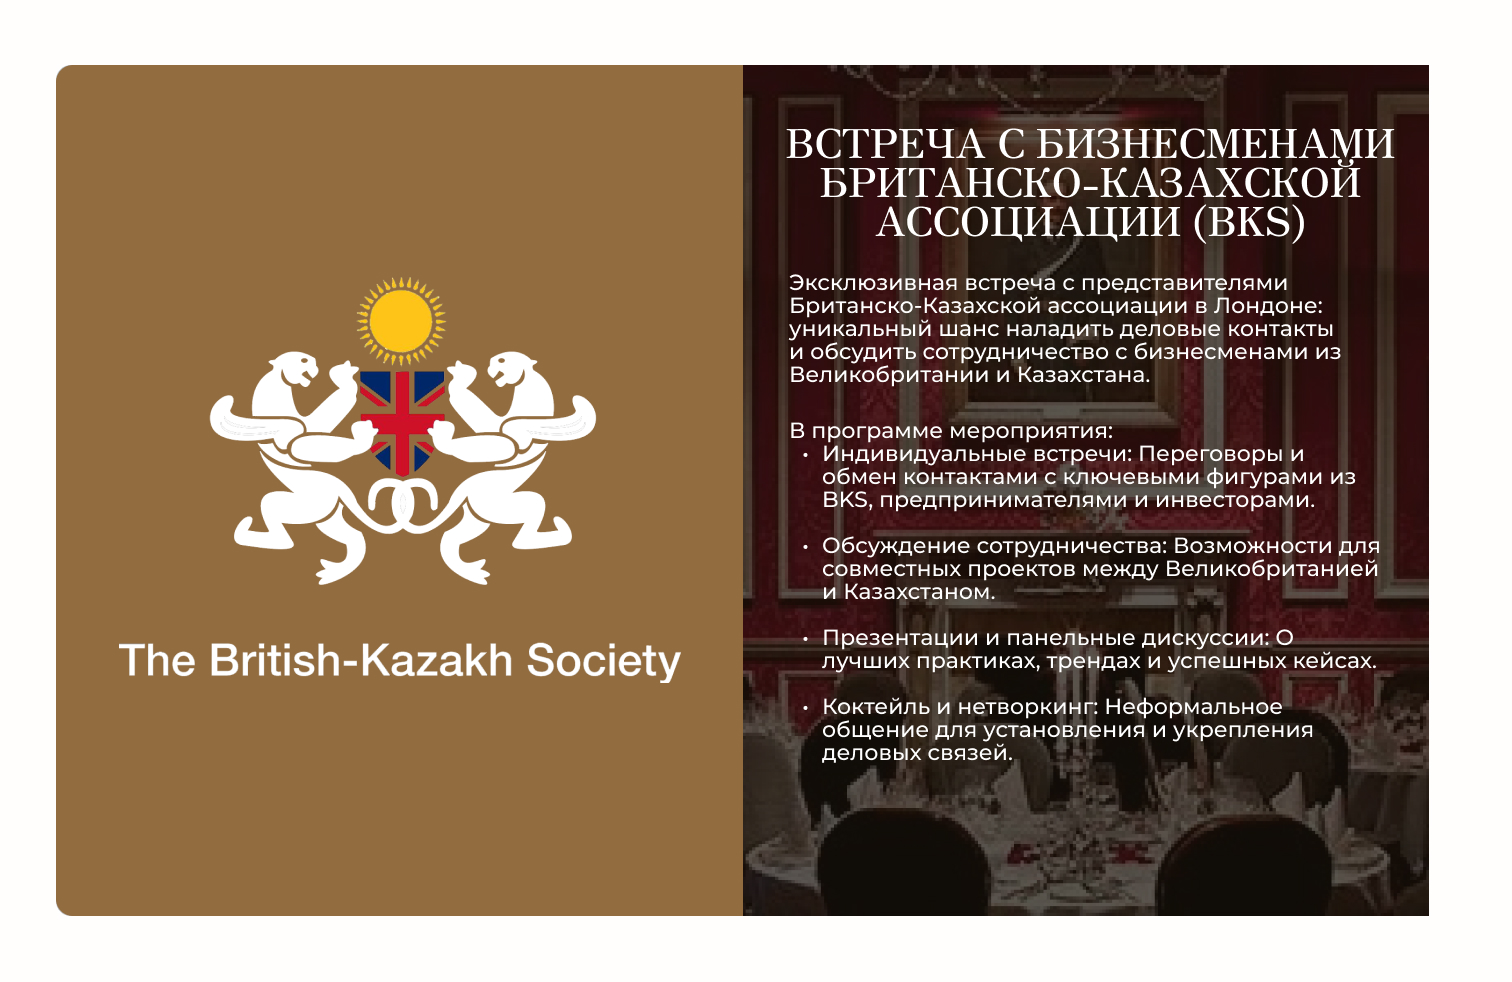 The British-Kazakh Society
ВСТРЕЧА С БИЗНЕСМЕНАМИ
БРИТАНСКО-КАЗАХСКОЙ
АССОЦИАЦИИ (BKS)
Эксклюзивная встреча с представителями
Британско-Казахской ассоциации в Лондоне:
уникальный шанс наладить деловые контакты
и обсудить сотрудничество с бизнесменами из
Великобритании и Казахстана.
В программе мероприятия:
• Индивидуальные встречи: Переговоры и
обмен контактами с ключевыми фигурами из
BKS, предпринимателями и инвесторами.
• Обсуждение сотрудничества: Возможности для
совместных проектов между Великобританией
и Казахстаном.
• Презентации и панельные дискуссии: О
лучших практиках, трендах и успешных кейсах.
• Коктейль и нетворкинг: Неформальное
общение для установления и укрепления
деловых связей.